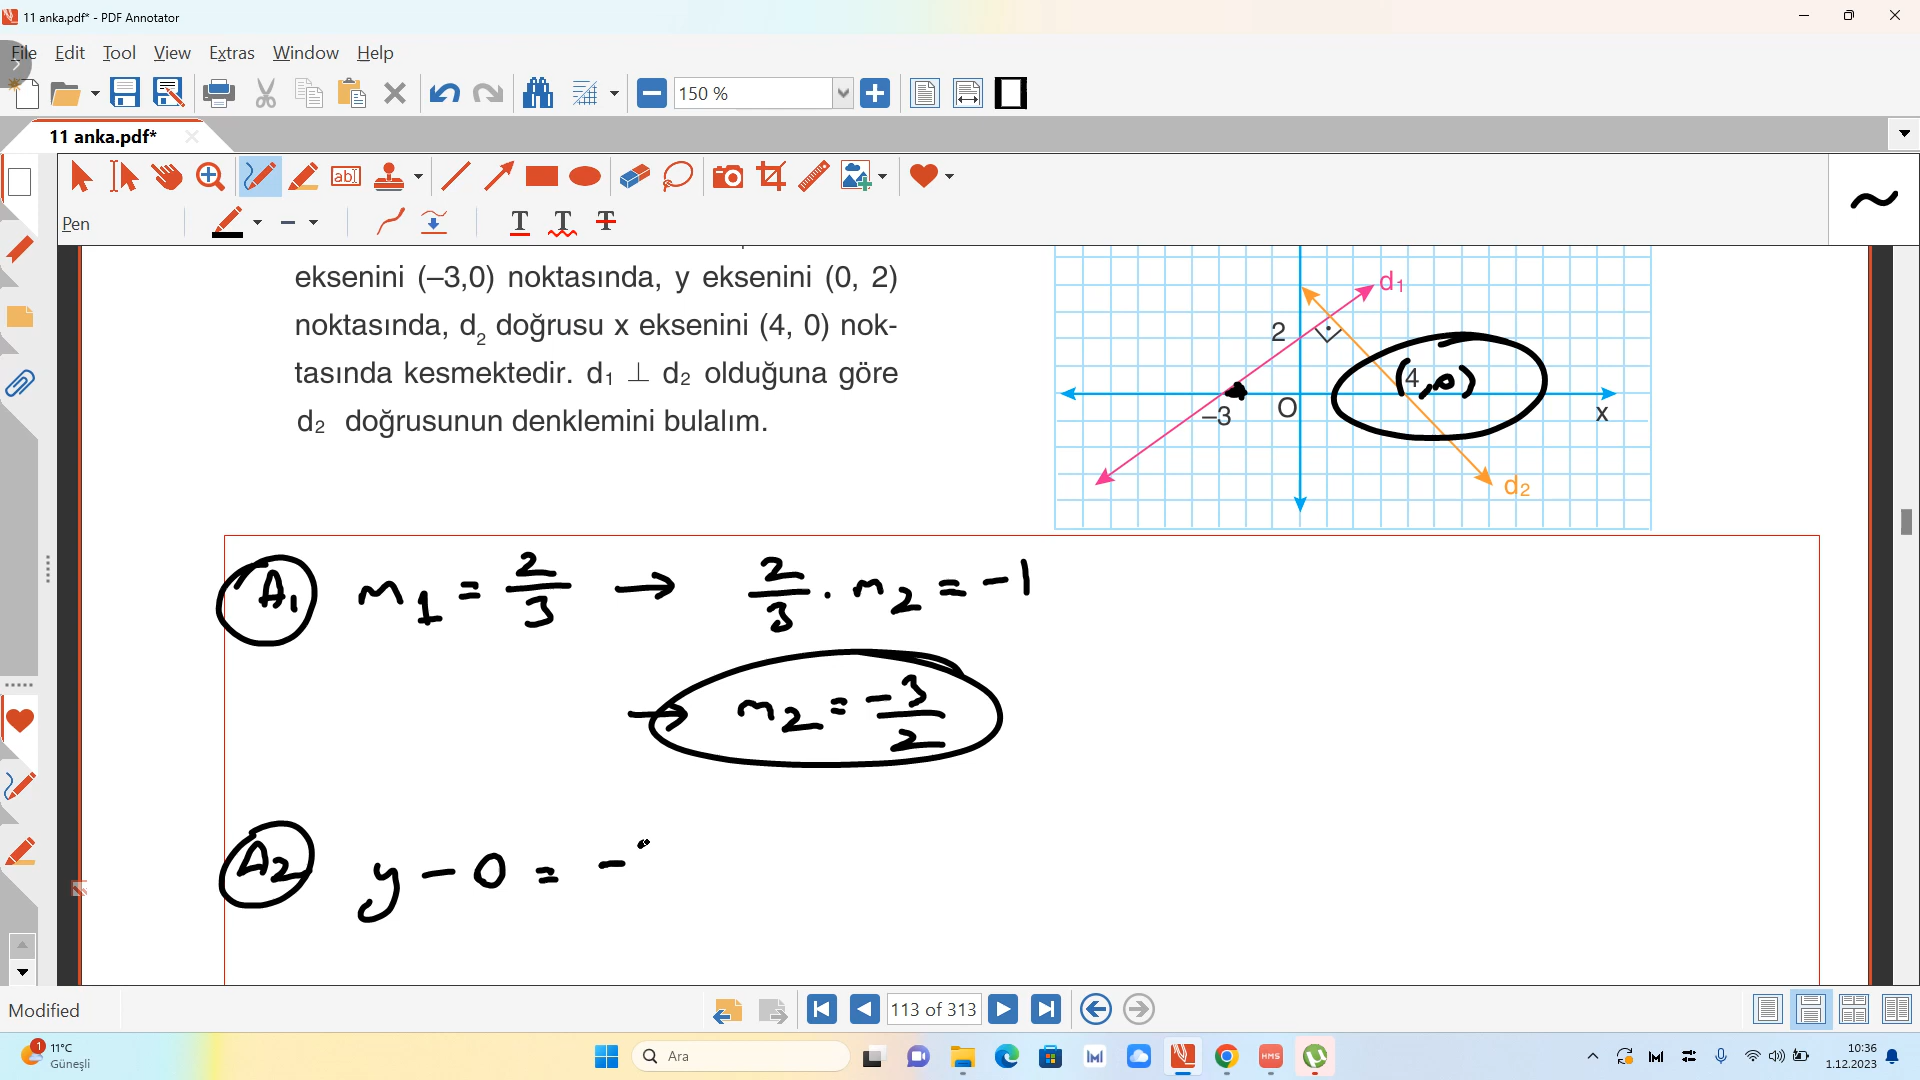 11 anka.pdf* - PDF Annotator
File Edit Tool View Extras Window Help
150 %
11 anka.pdf*
ab
Pen
T T T
eksenini (–3,0) noktasında, y eksenini (0, 2)
noktasında, d2 doğrusu x eksenini (4, 0) nok-
tasında kesmektedir. d1 ⊥ d2 olduğuna göre
d2 doğrusunun denklemini bulalım.
d1
2
(4,0)
–3
O
x
d2
A1 m1 = 2/3 → 2/3 . m2 = -1
→ m2 = -3/2
A2 y - 0 = -
Modified
113 of 313
1
11°C
Güneşli
Ara
HMS
10:36
1.12.2023